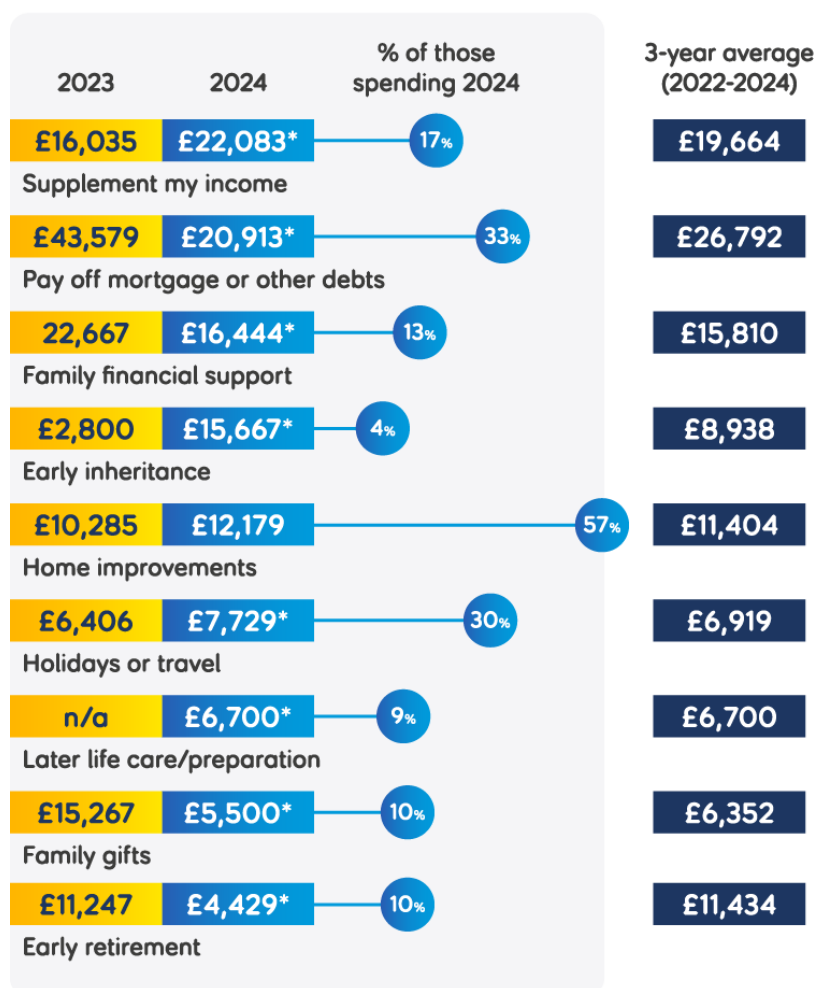 2023 2024 % of those spending 2024 3-year average (2022-2024)
£16,035 £22,083* 17% £19,664
Supplement my income
£43,579 £20,913* 33% £26,792
Pay off mortgage or other debts
22,667 £16,444* 13% £15,810
Family financial support
£2,800 £15,667* 4% £8,938
Early inheritance
£10,285 £12,179 57% £11,404
Home improvements
£6,406 £7,729* 30% £6,919
Holidays or travel
n/a £6,700* 9% £6,700
Later life care/preparation
£15,267 £5,500* 10% £6,352
Family gifts
£11,247 £4,429* 10% £11,434
Early retirement